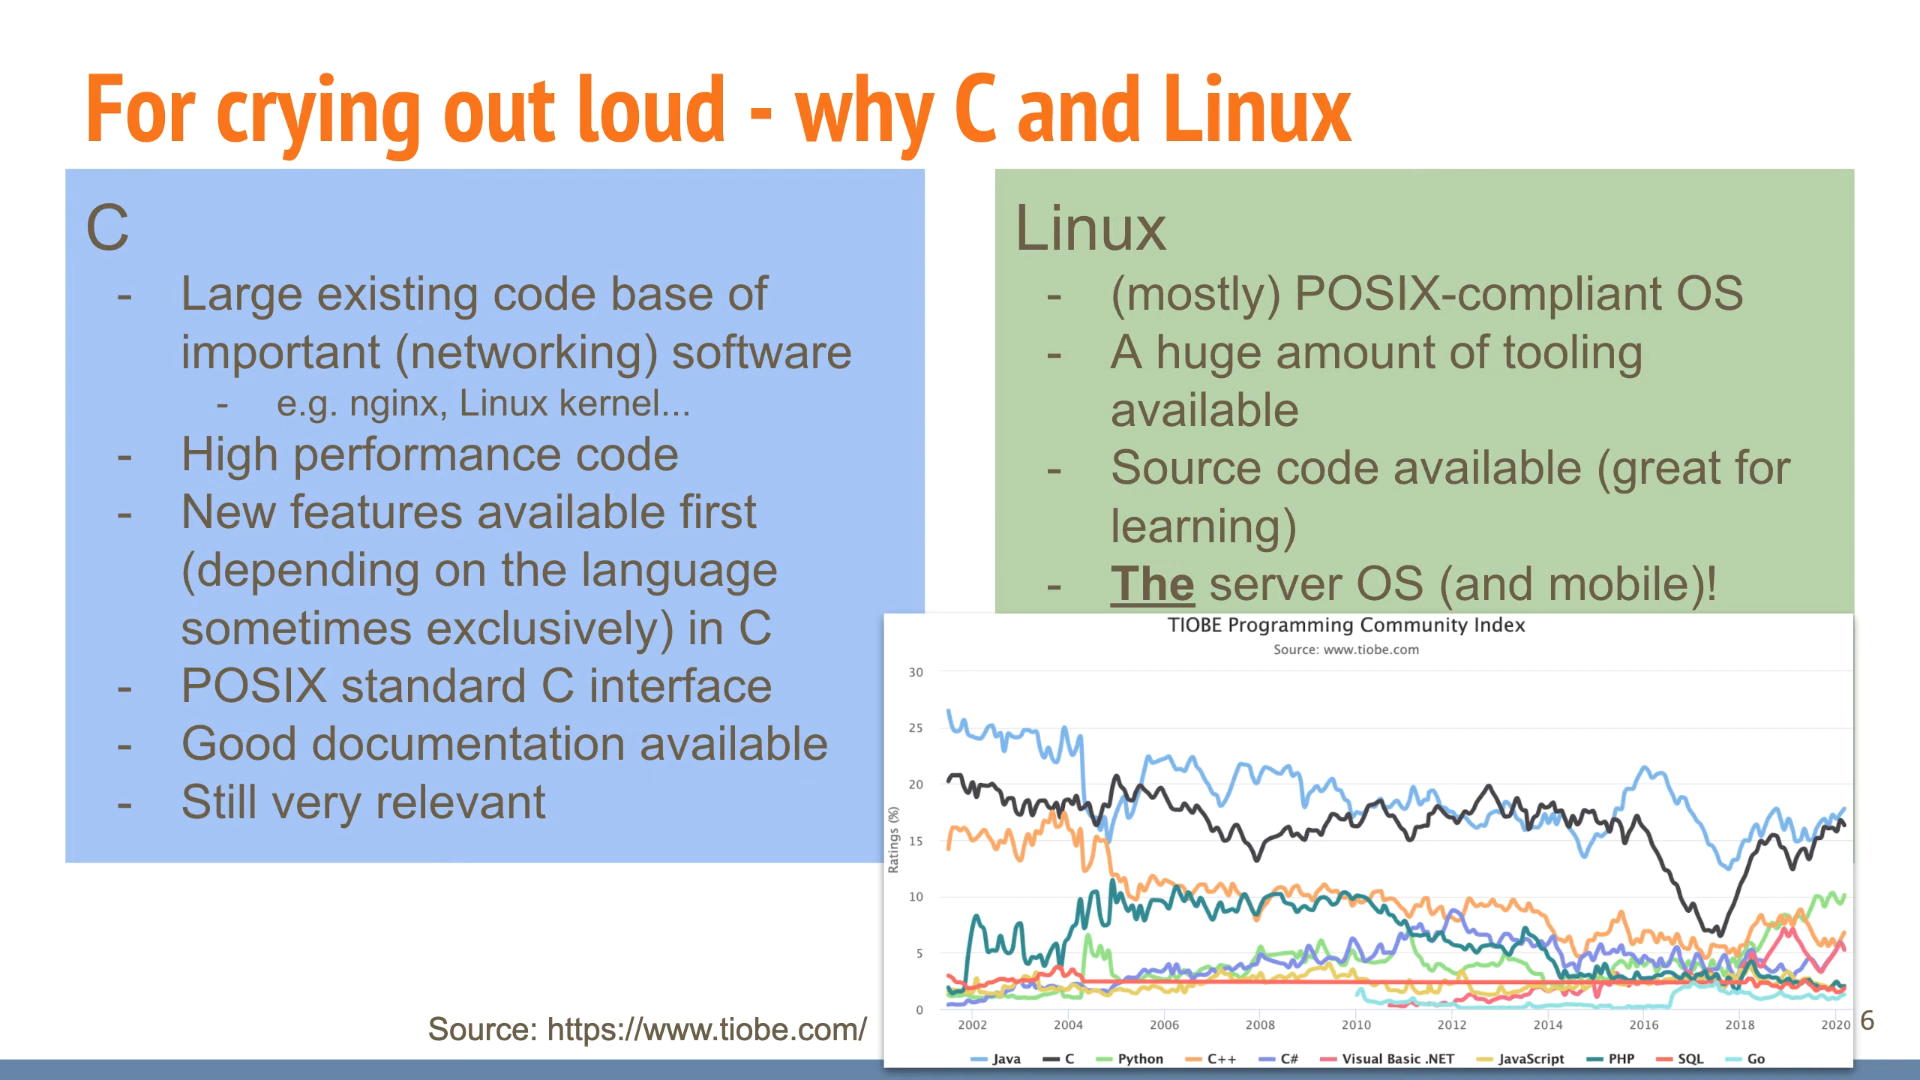 For crying out loud - why C and Linux
C
- Large existing code base of
important (networking) software
- e.g. nginx, Linux kernel...
- High performance code
- New features available first
(depending on the language
sometimes exclusively) in C
- POSIX standard C interface
- Good documentation available
- Still very relevant
Linux
- (mostly) POSIX-compliant OS
- A huge amount of tooling
available
- Source code available (great for
learning)
- The server OS (and mobile)!
TIOBE Programming Community Index
Source: www.tiobe.com
Ratings (%)
30
25
20
15
10
5
0
2002 2004 2006 2008 2010 2012 2014 2016 2018 2020
Java C Python C++ C# Visual Basic .NET JavaScript PHP SQL Go
Source: https://www.tiobe.com/
6